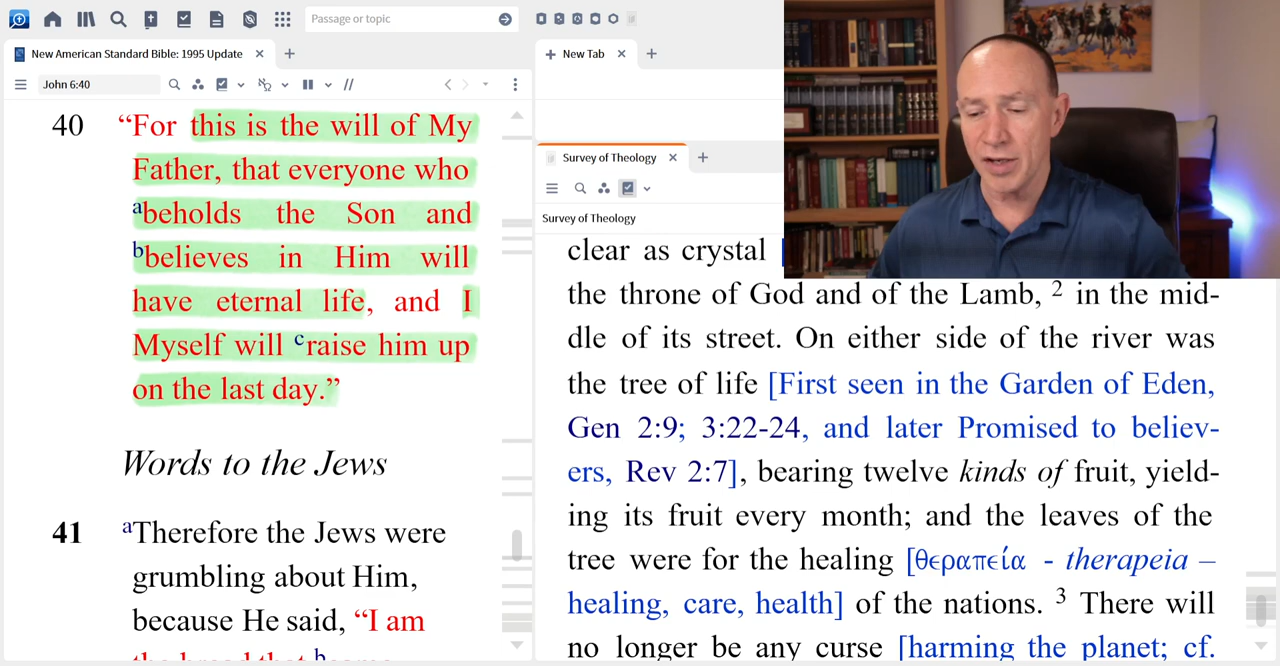 Passage or topic
New American Standard Bible: 1995 Update
John 6:40
40 “For this is the will of My
Father, that everyone who
ᵃbeholds the Son and
ᵇbelieves in Him will
have eternal life, and I
Myself will ᶜraise him up
on the last day.”
Words to the Jews
41 ᵃTherefore the Jews were
grumbling about Him,
because He said, “I am
New Tab
Survey of Theology
Survey of Theology
clear as crystal [
the throne of God and of the Lamb, ² in the mid-
dle of its street. On either side of the river was
the tree of life [First seen in the Garden of Eden,
Gen 2:9; 3:22-24, and later Promised to believ-
ers, Rev 2:7], bearing twelve kinds of fruit, yield-
ing its fruit every month; and the leaves of the
tree were for the healing [θεραπεία - therapeia –
healing, care, health] of the nations. ³ There will
no longer be any curse [harming the planet; cf.